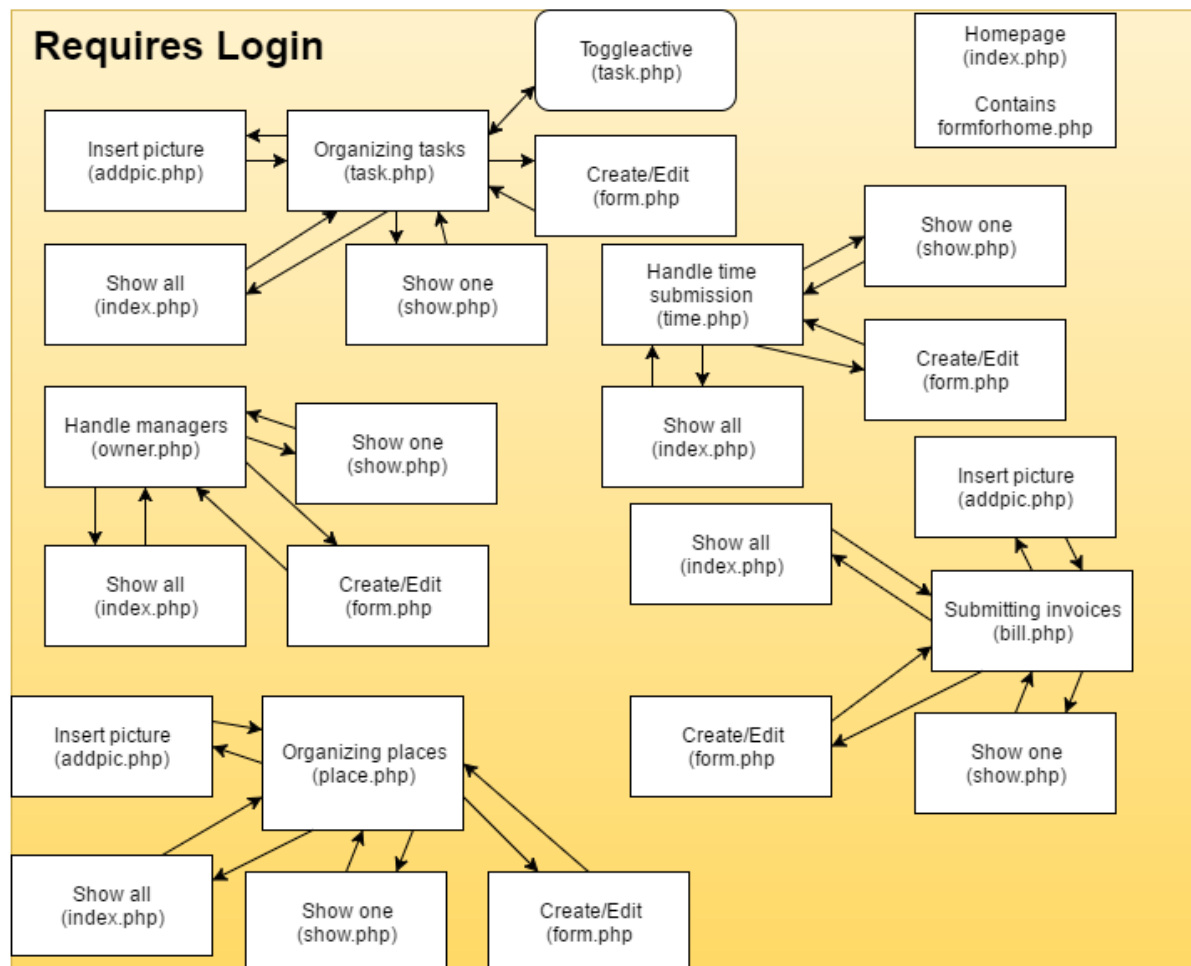 Requires Login
Toggleactive
(task.php)
Homepage
(index.php)
Contains
formforhome.php
Insert picture
(addpic.php)
Organizing tasks
(task.php)
Create/Edit
(form.php
Show all
(index.php)
Show one
(show.php)
Handle time
submission
(time.php)
Show one
(show.php)
Create/Edit
(form.php
Show all
(index.php)
Handle managers
(owner.php)
Show one
(show.php)
Show all
(index.php)
Create/Edit
(form.php
Insert picture
(addpic.php)
Show all
(index.php)
Submitting invoices
(bill.php)
Create/Edit
(form.php
Show one
(show.php)
Insert picture
(addpic.php)
Organizing places
(place.php)
Show all
(index.php)
Show one
(show.php)
Create/Edit
(form.php